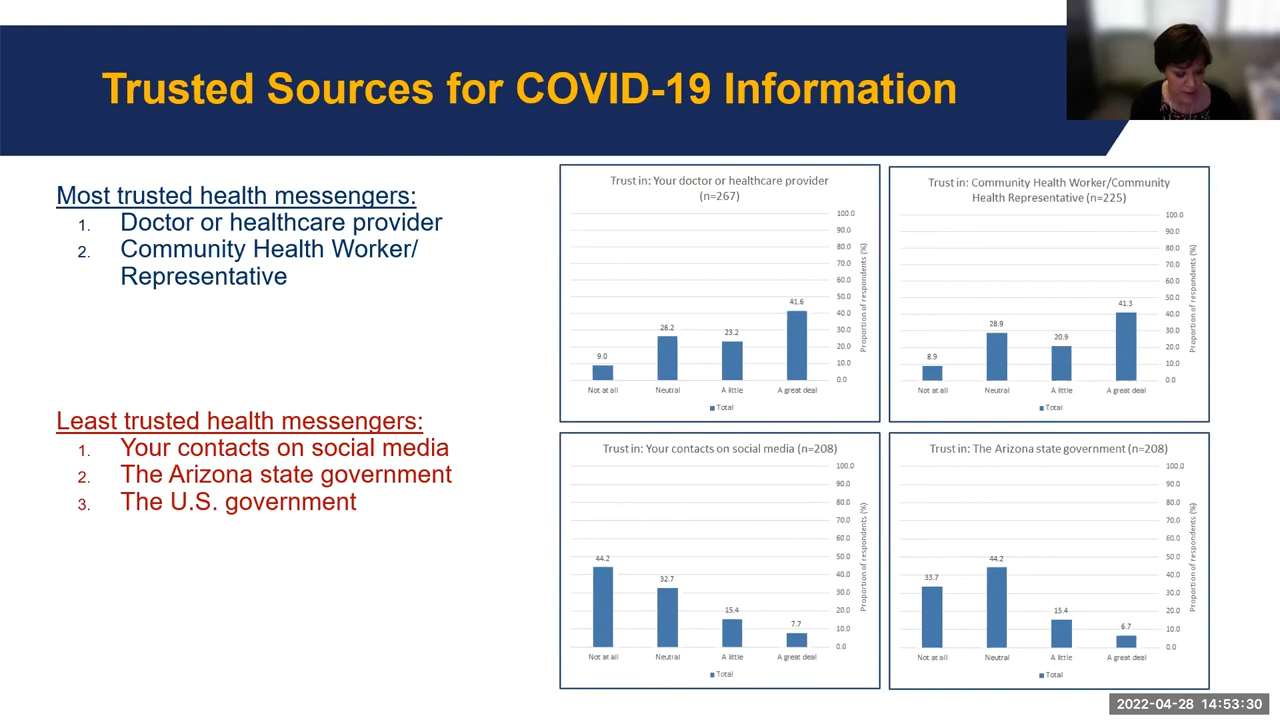 Trusted Sources for COVID-19 Information
Most trusted health messengers:
1. Doctor or healthcare provider
2. Community Health Worker/
Representative
Least trusted health messengers:
1. Your contacts on social media
2. The Arizona state government
3. The U.S. government
Trust in: Your doctor or healthcare provider
(n=267)
100.0
90.0
80.0
70.0
60.0
50.0
40.0
30.0
20.0
10.0
0.0
Proportion of respondents (%)
9.0
26.2
23.2
41.6
Not at all
Neutral
A little
A great deal
Total
Trust in: Community Health Worker/Community
Health Representative (n=225)
100.0
90.0
80.0
70.0
60.0
50.0
40.0
30.0
20.0
10.0
0.0
Proportion of respondents (%)
8.9
28.9
20.9
41.3
Not at all
Neutral
A little
A great deal
Total
Trust in: Your contacts on social media (n=208)
100.0
90.0
80.0
70.0
60.0
50.0
40.0
30.0
20.0
10.0
0.0
Proportion of respondents (%)
44.2
32.7
15.4
7.7
Not at all
Neutral
A little
A great deal
Total
Trust in: The Arizona state government (n=208)
100.0
90.0
80.0
70.0
60.0
50.0
40.0
30.0
20.0
10.0
0.0
Proportion of respondents (%)
33.7
44.2
15.4
6.7
Not at all
Neutral
A little
A great deal
Total
2022-04-28 14:53:30